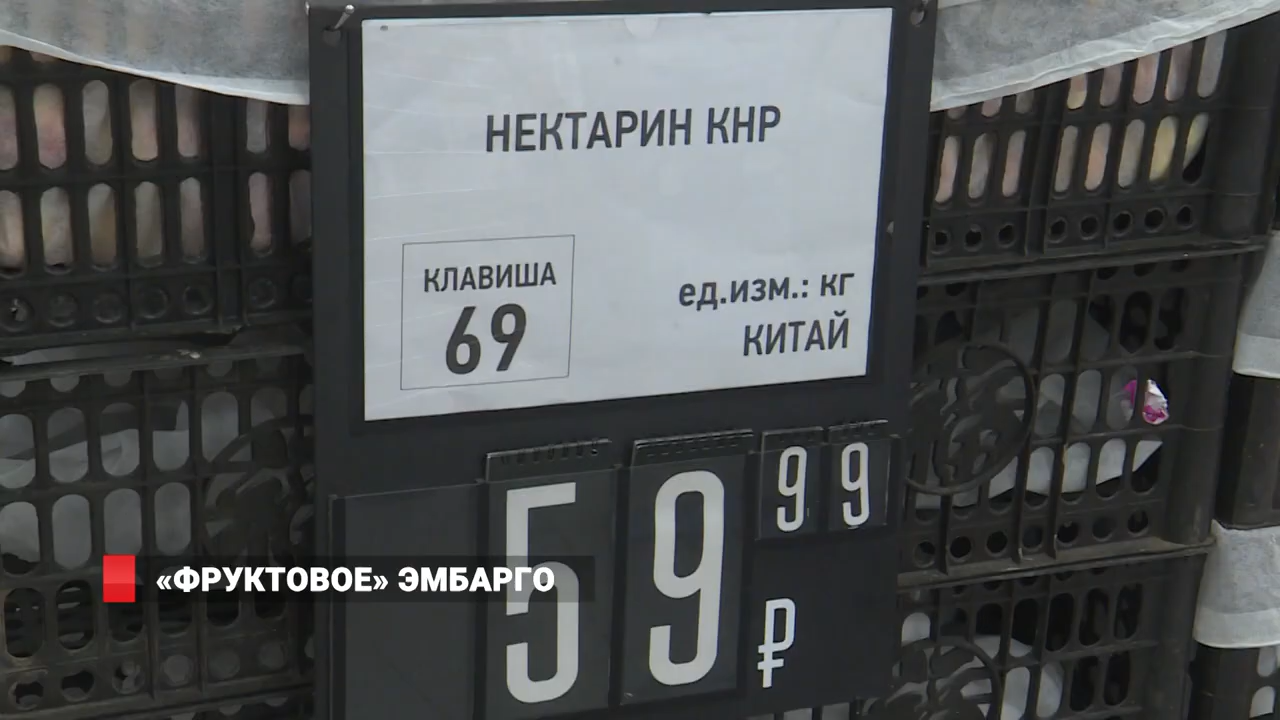 НЕКТАРИН КНР
КЛАВИША
69
ед.изм.: кг
КИТАЙ
59 99
₽
«ФРУКТОВОЕ» ЭМБАРГО